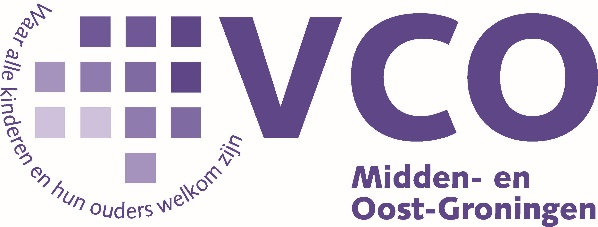 Waar alle kinderen en hun ouders welkom zijn
VCO
Midden- en
Oost-Groningen